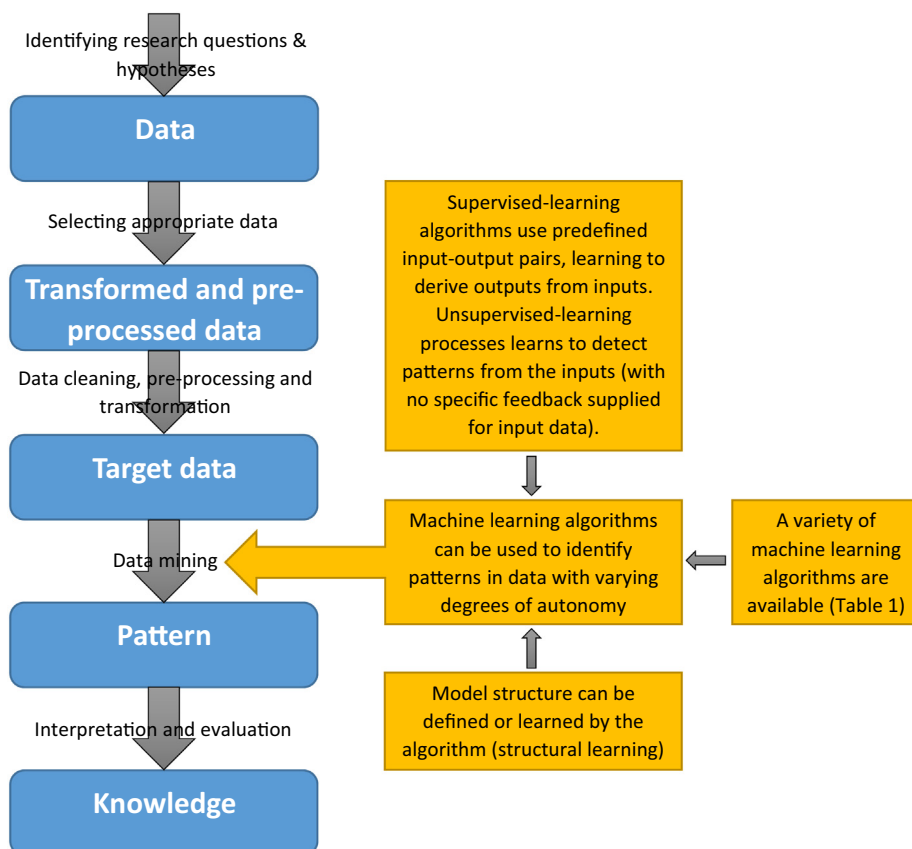 Identifying research questions &
hypotheses
Data
Selecting appropriate data
Transformed and pre-
processed data
Data cleaning, pre-processing and
transformation
Target data
Data mining
Pattern
Interpretation and evaluation
Knowledge
Supervised-learning
algorithms use predefined
input-output pairs, learning to
derive outputs from inputs.
Unsupervised-learning
processes learns to detect
patterns from the inputs (with
no specific feedback supplied
for input data).
Machine learning algorithms
can be used to identify
patterns in data with varying
degrees of autonomy
A variety of
machine learning
algorithms are
available (Table 1)
Model structure can be
defined or learned by the
algorithm (structural learning)